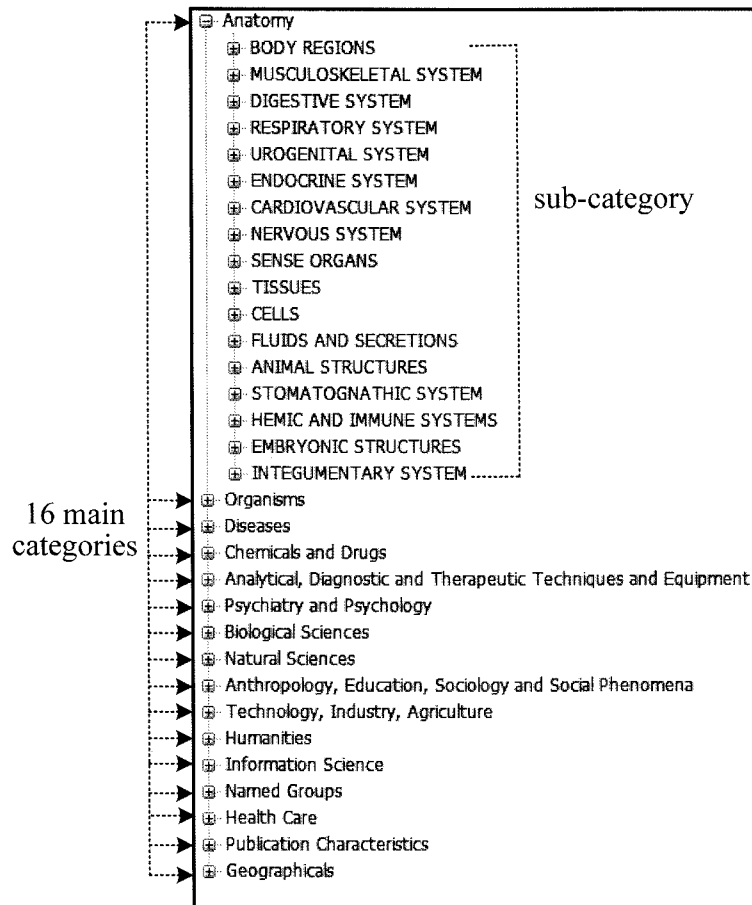 Anatomy
BODY REGIONS
MUSCULOSKELETAL SYSTEM
DIGESTIVE SYSTEM
RESPIRATORY SYSTEM
UROGENITAL SYSTEM
ENDOCRINE SYSTEM
CARDIOVASCULAR SYSTEM
NERVOUS SYSTEM
SENSE ORGANS
TISSUES
CELLS
FLUIDS AND SECRETIONS
ANIMAL STRUCTURES
STOMATOGNATHIC SYSTEM
HEMIC AND IMMUNE SYSTEMS
EMBRYONIC STRUCTURES
INTEGUMENTARY SYSTEM
sub-category
Organisms
Diseases
Chemicals and Drugs
Analytical, Diagnostic and Therapeutic Techniques and Equipment
Psychiatry and Psychology
Biological Sciences
Natural Sciences
Anthropology, Education, Sociology and Social Phenomena
Technology, Industry, Agriculture
Humanities
Information Science
Named Groups
Health Care
Publication Characteristics
Geographicals
16 main
categories